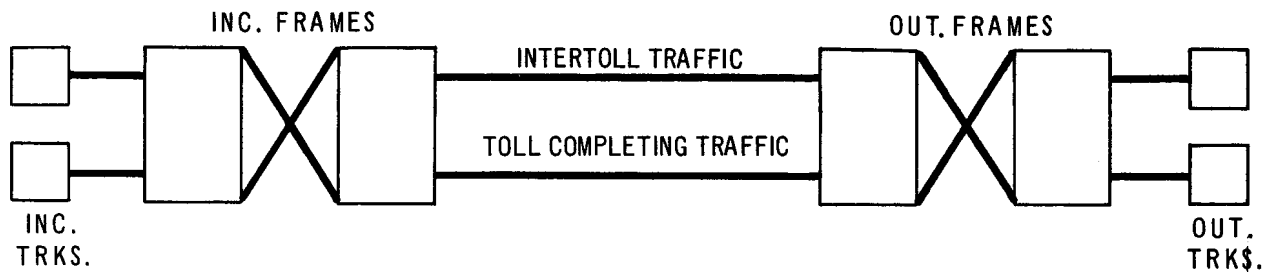 INC. FRAMES
OUT. FRAMES
INTERTOLL TRAFFIC
TOLL COMPLETING TRAFFIC
INC.
TRKS.
OUT.
TRK$.